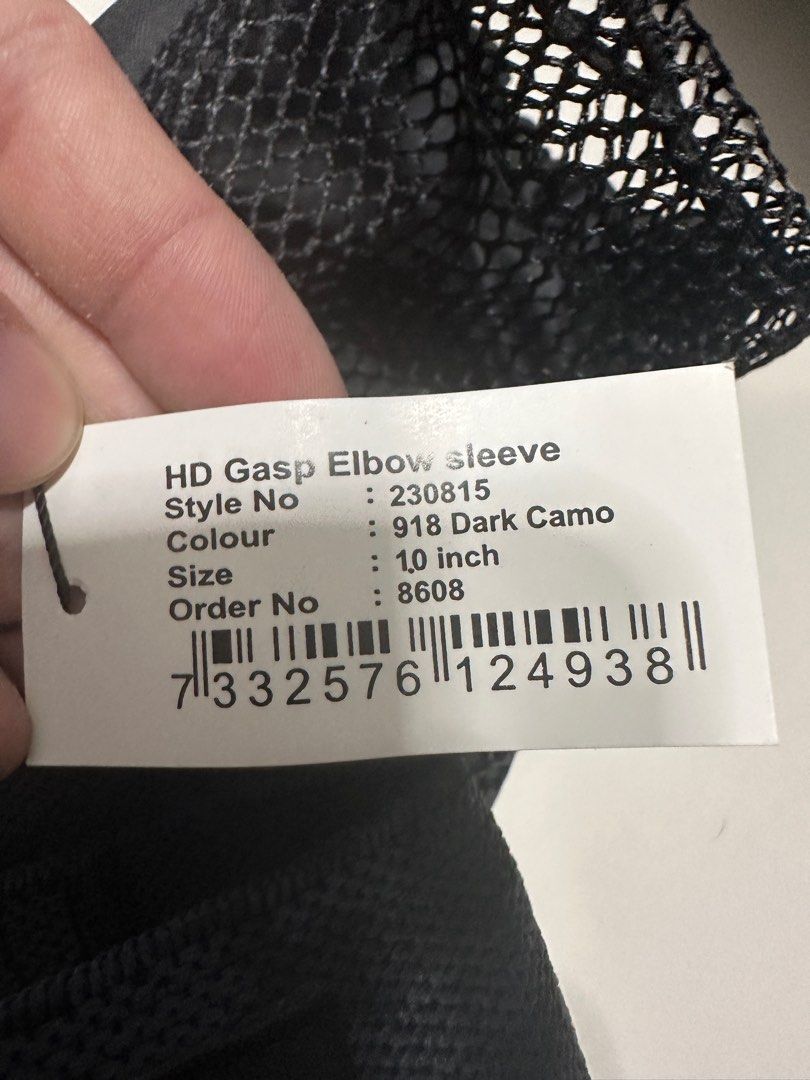 HD Gasp Elbow sleeve
Style No : 230815
Colour : 918 Dark Camo
Size : 1.0 inch
Order No : 8608
7 332576 124938